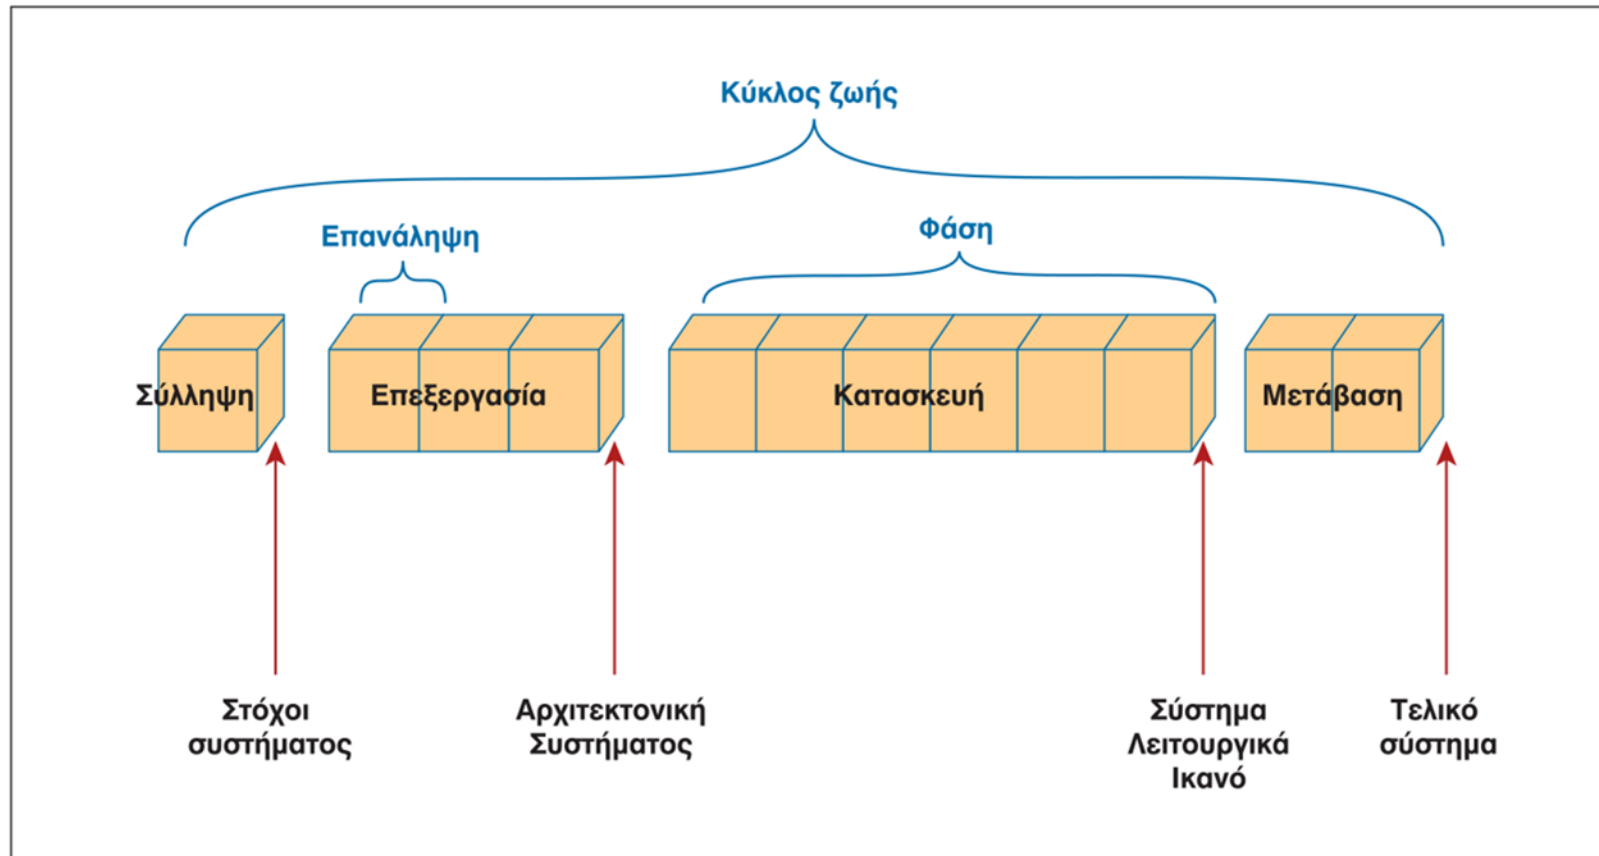 Κύκλος ζωής
Επανάληψη
Φάση
Σύλληψη
Επεξεργασία
Κατασκευή
Μετάβαση
Στόχοι
συστήματος
Αρχιτεκτονική
Συστήματος
Σύστημα
Λειτουργικά
Ικανό
Τελικό
σύστημα